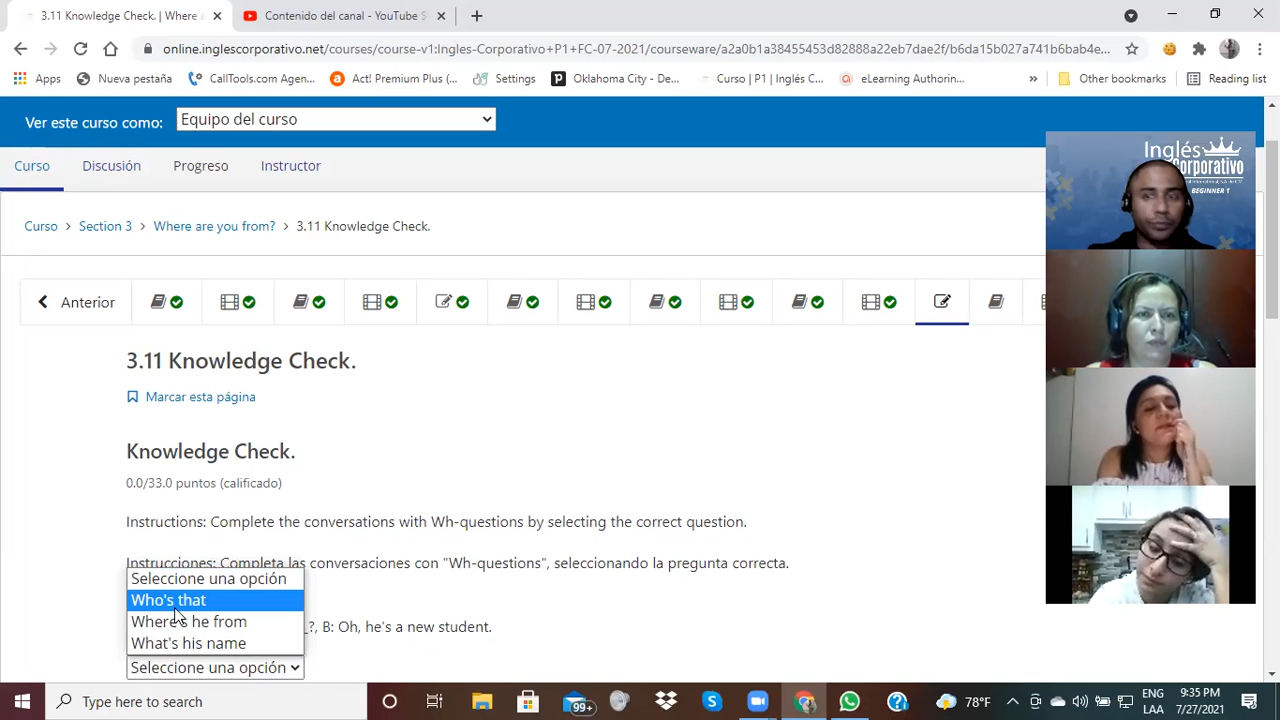 3.11 Knowledge Check. | Where a
Contenido del canal - YouTube S
online.inglescorporativo.net/courses/course-v1:Ingles-Corporativo+P1+FC-07-2021/courseware/a2a0b1a38455453d82888a22eb7dae2f/b6da15b027a741b6bab4e...
Apps
Nueva pestaña
CallTools.com Agen...
Act! Premium Plus (...
Settings
Oklahoma City - De...
Curso | P1 | Inglés C...
eLearning Authorin...
»
Other bookmarks
Reading list
Ver este curso como:
Equipo del curso
Curso
Discusión
Progreso
Instructor
Curso > Section 3 > Where are you from? > 3.11 Knowledge Check.
Anterior
3.11 Knowledge Check.
Marcar esta página
Knowledge Check.
0.0/33.0 puntos (calificado)
Instructions: Complete the conversations with Wh-questions by selecting the correct question.
Instrucciones: Completa las conversaciones con "Wh-questions", seleccionando la pregunta correcta.
Seleccione una opción
Who's that
Where's he from
What's his name
_?, B: Oh, he's a new student.
Seleccione una opción
Inglés
Corporativo
BEGINNER 1
Type here to search
99+
78°F
ENG
LAA
9:35 PM
7/27/2021